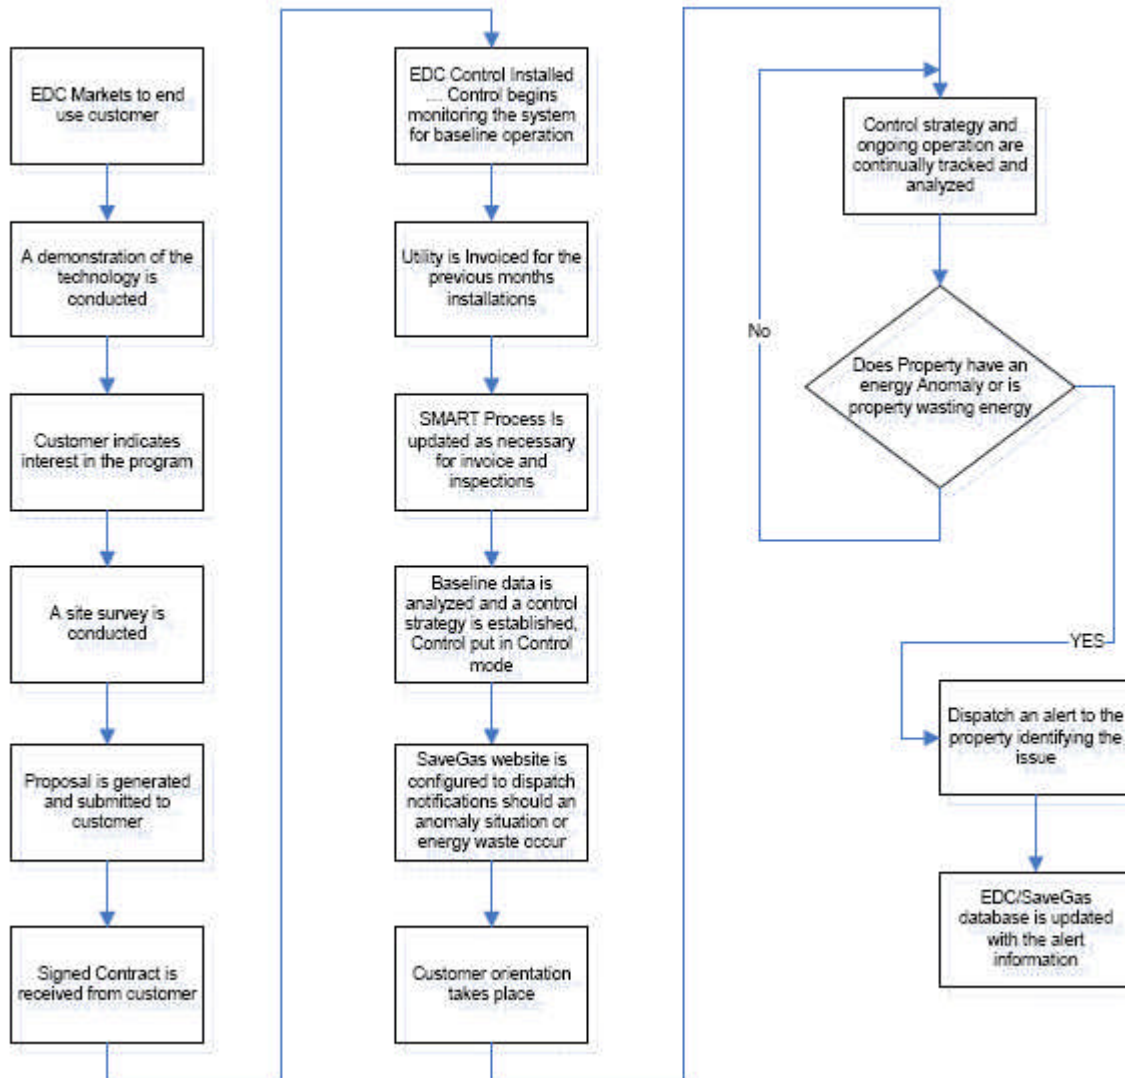 EDC Markets to end
use customer
A demonstration of the
technology is
conducted
Customer indicates
interest in the program
A site survey is
conducted
Proposal is generated
and submitted to
customer
Signed Contract is
received from customer
EDC Control Installed
.... Control begins
monitoring the system
for baseline operation
Utility is Invoiced for the
previous months
installations
SMART Process Is
updated as necessary
for invoice and
inspections
Baseline data is
analyzed and a control
strategy is established,
Control put in Control
mode
SaveGas website is
configured to dispatch
notifications should an
anomaly situation or
energy waste occur
Customer orientation
takes place
Control strategy and
ongoing operation are
continually tracked and
analyzed
No
Does Property have an
energy Anomaly or is
property wasting energy
YES
Dispatch an alert to the
property identifying the
issue
EDC/SaveGas
database is updated
with the alert
information